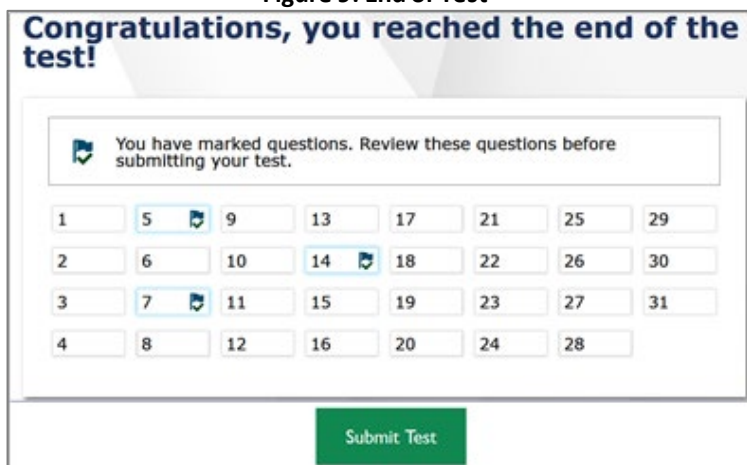 Congratulations, you reached the end of the
test!
You have marked questions. Review these questions before
submitting your test.
1 5 9 13 17 21 25 29
2 6 10 14 18 22 26 30
3 7 11 15 19 23 27 31
4 8 12 16 20 24 28
Submit Test